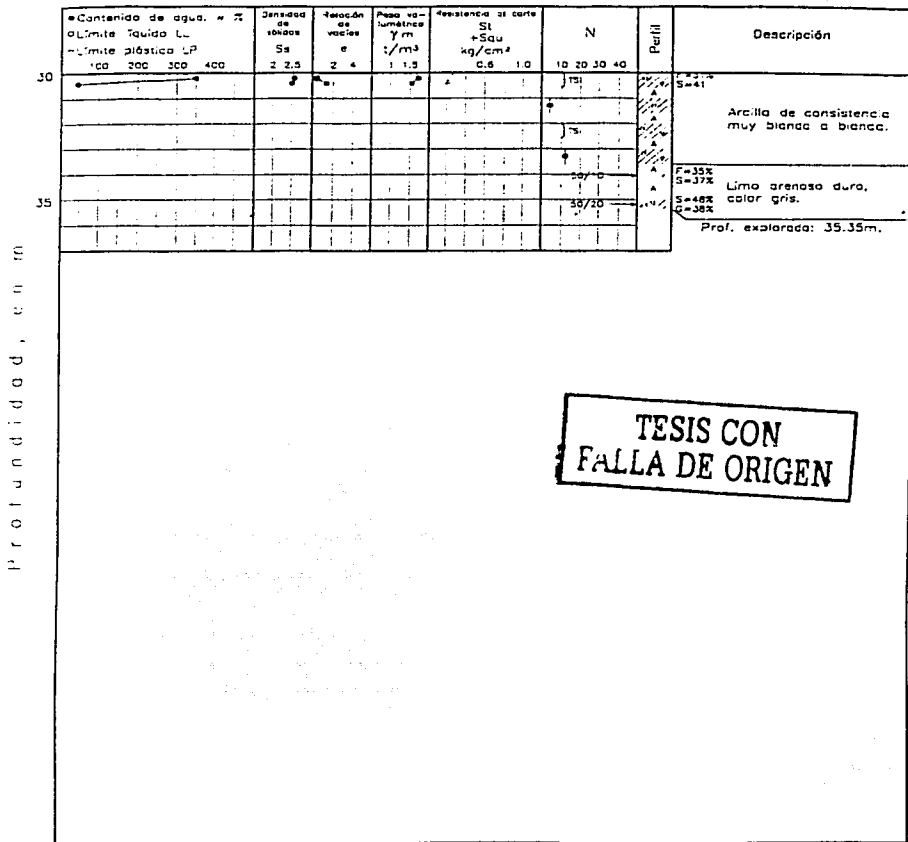 Contenido de agua, w %
Límite líquido LL
Límite plástico LP
100 200 300 400
Densidad de sólidos
Ss
2 2.5
Relación de vacíos
e
2 4
Peso volumétrico
γ m
t/m³
1 1.5
Resistencia al corte
St
+Squ
kg/cm²
0.6 1.0
N
10 20 30 40
Perfil
Descripción
30
TSI
S=41
Arcilla de consistencia
muy blanda a blanda.
TSI
50/10
F=35%
S=37%
Limo arenoso duro,
color gris.
35
50/20
S=48%
G=38%
Prof. explorada: 35.35m.
Profundidad, en m
TESIS CON
FALLA DE ORIGEN